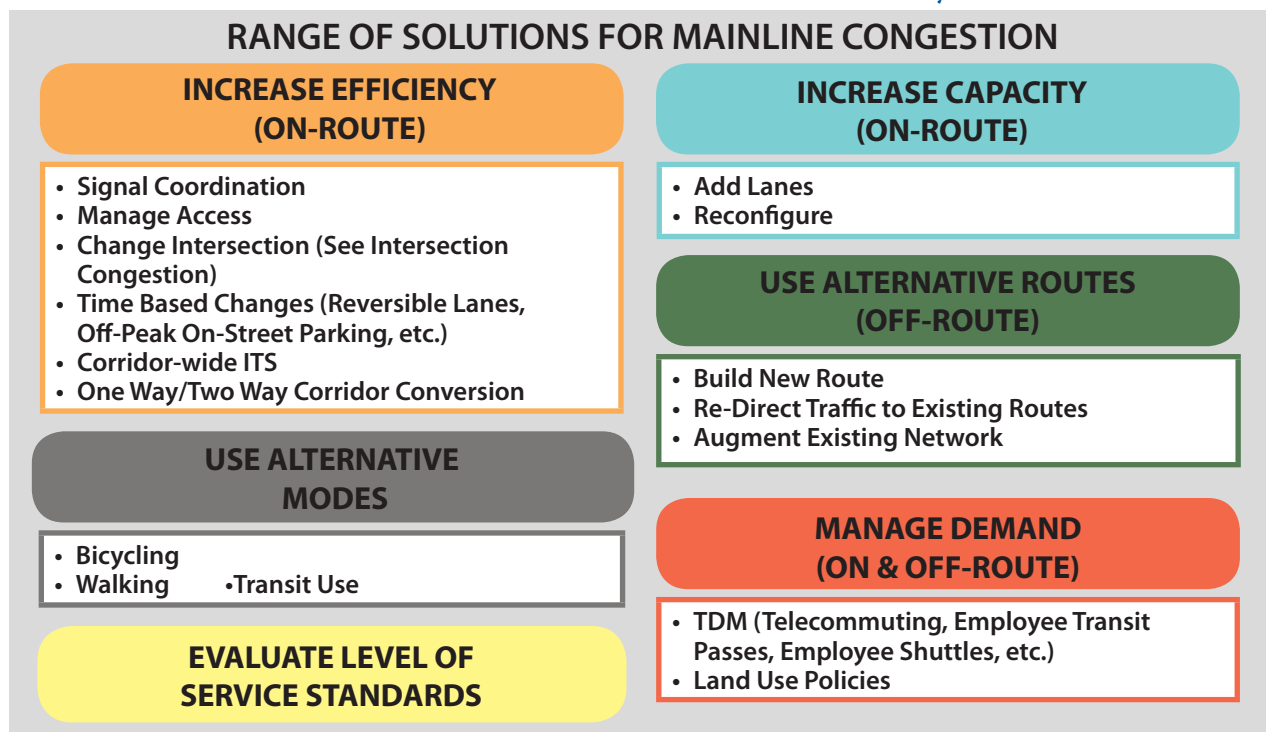 RANGE OF SOLUTIONS FOR MAINLINE CONGESTION
INCREASE EFFICIENCY
(ON-ROUTE)
• Signal Coordination
• Manage Access
• Change Intersection (See Intersection
Congestion)
• Time Based Changes (Reversible Lanes,
Off-Peak On-Street Parking, etc.)
• Corridor-wide ITS
• One Way/Two Way Corridor Conversion
USE ALTERNATIVE
MODES
• Bicycling
• Walking •Transit Use
EVALUATE LEVEL OF
SERVICE STANDARDS
INCREASE CAPACITY
(ON-ROUTE)
• Add Lanes
• Reconfigure
USE ALTERNATIVE ROUTES
(OFF-ROUTE)
• Build New Route
• Re-Direct Traffic to Existing Routes
• Augment Existing Network
MANAGE DEMAND
(ON & OFF-ROUTE)
• TDM (Telecommuting, Employee Transit
Passes, Employee Shuttles, etc.)
• Land Use Policies